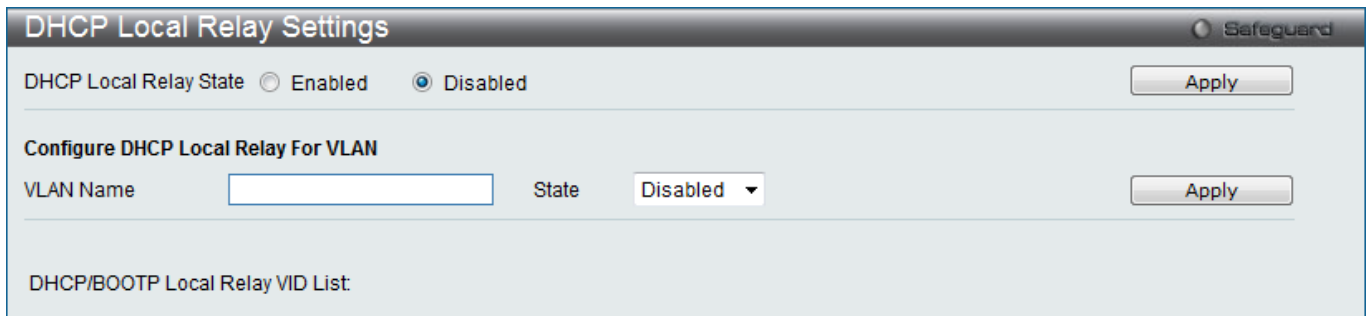 DHCP Local Relay Settings Safeguard
DHCP Local Relay State Enabled Disabled Apply
Configure DHCP Local Relay For VLAN
VLAN Name State Disabled Apply
DHCP/BOOTP Local Relay VID List: